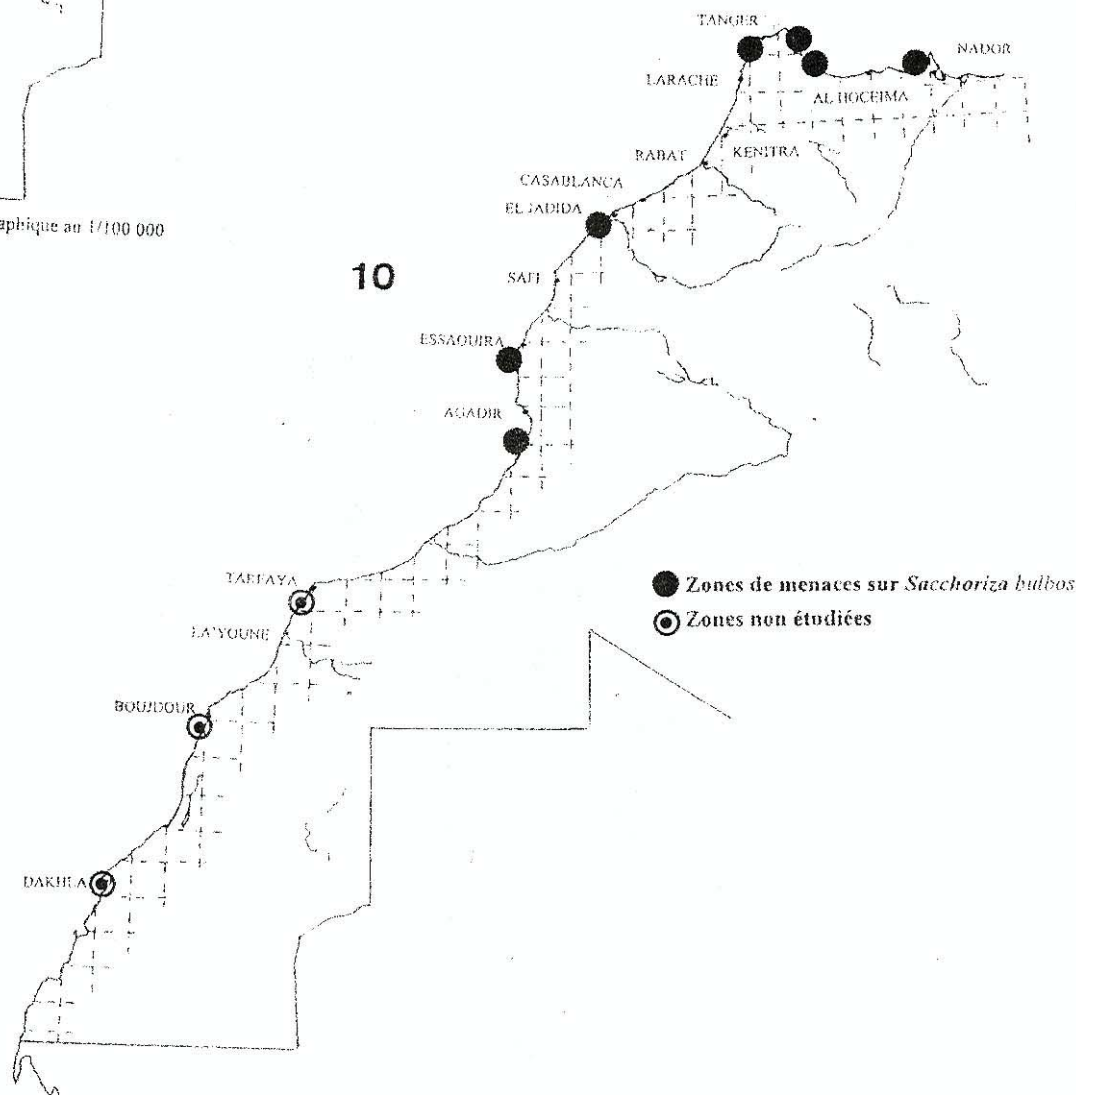 TANGER
NADOR
LARACHE
AL HOCEIMA
RABAT
KENITRA
CASABLANCA
EL JADIDA
aphique au 1/100 000
10
SAFI
ESSAOUIRA
AGADIR
TARFAYA
Zones de menaces sur Sacchoriza bulbos
Zones non étudiées
LA'YOUNE
BOUJDOUR
DAKHLA